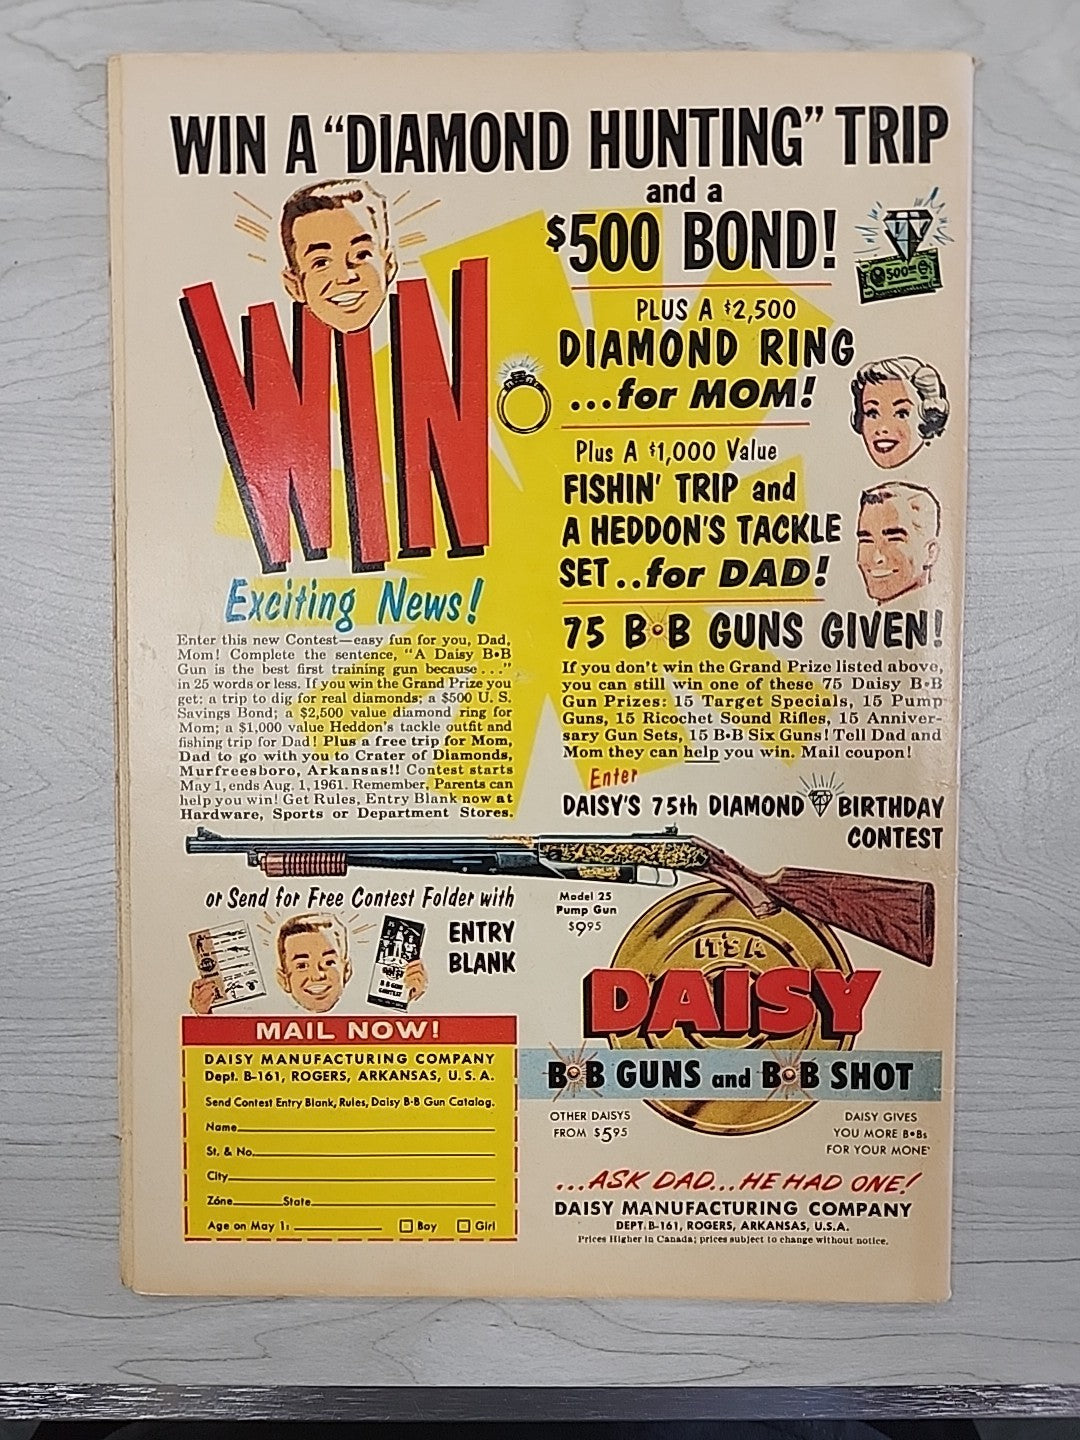 WIN A "DIAMOND HUNTING" TRIP
and a
$500 BOND!
$500
WIN
PLUS A $2,500
DIAMOND RING
...for MOM!
Plus A $1,000 Value
FISHIN' TRIP and
A HEDDON'S TACKLE
SET..for DAD!
Exciting News!
Enter this new Contest—easy fun for you, Dad,
Mom! Complete the sentence, "A Daisy B•B
Gun is the best first training gun because..."
in 25 words or less. If you win the Grand Prize you
get: a trip to dig for real diamonds; a $500 U. S.
Savings Bond; a $2,500 value diamond ring for
Mom; a $1,000 value Heddon's tackle outfit and
fishing trip for Dad! Plus a free trip for Mom,
Dad to go with you to Crater of Diamonds,
Murfreesboro, Arkansas!! Contest starts
May 1, ends Aug. 1, 1961. Remember, Parents can
help you win! Get Rules, Entry Blank now at
Hardware, Sports or Department Stores.
75 B•B GUNS GIVEN!
If you don't win the Grand Prize listed above,
you can still win one of these 75 Daisy B•B
Gun Prizes: 15 Target Specials, 15 Pump
Guns, 15 Ricochet Sound Rifles, 15 Anniver-
sary Gun Sets, 15 B•B Six Guns! Tell Dad and
Mom they can help you win. Mail coupon!
Enter
DAISY'S 75th DIAMOND BIRTHDAY
CONTEST
or Send for Free Contest Folder with
ENTRY
BLANK
B•B GUN
CONTEST
Model 25
Pump Gun
$995
IT'S A
DAISY
B•B GUNS and B•B SHOT
OTHER DAISYS
FROM $595
DAISY GIVES
YOU MORE B•Bs
FOR YOUR MONE
...ASK DAD...HE HAD ONE!
DAISY MANUFACTURING COMPANY
DEPT. B-161, ROGERS, ARKANSAS, U.S.A.
Prices Higher in Canada; prices subject to change without notice.
MAIL NOW!
DAISY MANUFACTURING COMPANY
Dept. B-161, ROGERS, ARKANSAS, U. S. A.
Send Contest Entry Blank, Rules, Daisy B•B Gun Catalog.
Name
St. & No.
City
Zone State
Age on May 1: Boy Girl